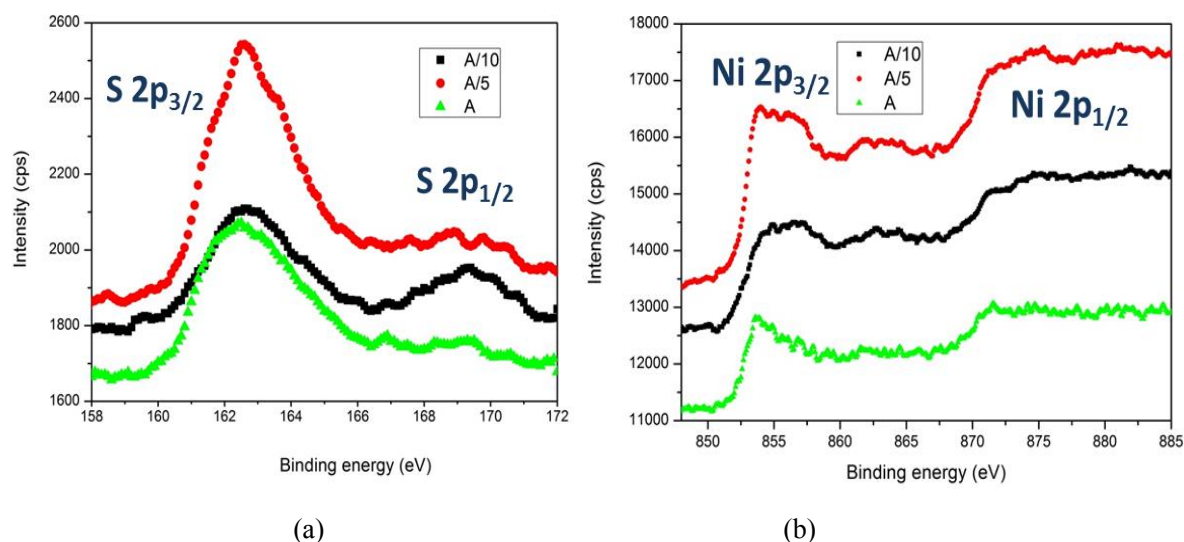 2600
2400
2200
2000
1800
1600
Intensity (cps)
S 2p3/2
A/10
A/5
A
S 2p1/2
158 160 162 164 166 168 170 172
Binding energy (eV)
(a)
18000
17000
16000
15000
14000
13000
12000
11000
Intensity (cps)
Ni 2p3/2
A/10
A/5
A
Ni 2p1/2
850 855 860 865 870 875 880 885
Binding energy (eV)
(b)